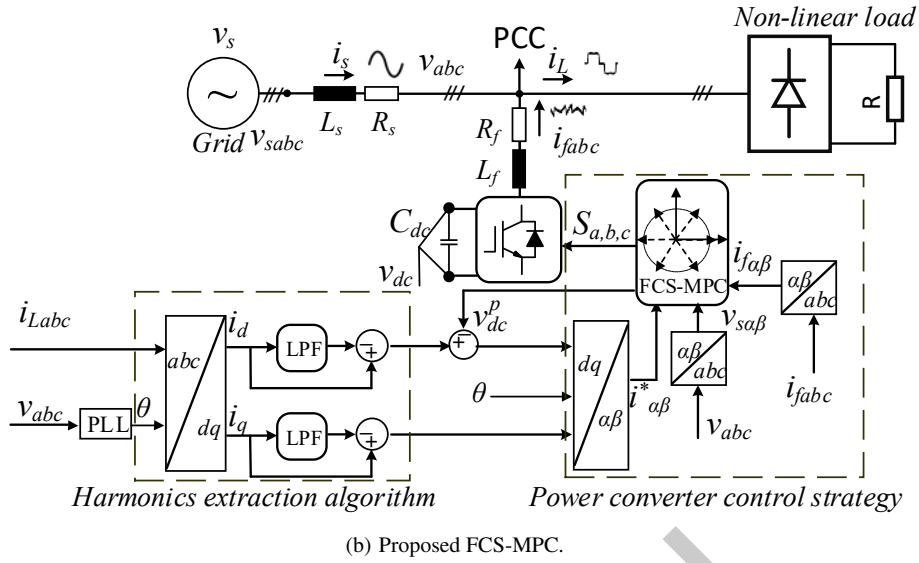 Non-linear load
v_s
PCC
i_s
v_abc
i_L
Grid
v_sabc
L_s
R_s
R_f
i_fabc
R
L_f
C_dc
S_a,b,c
v_dc
FCS-MPC
i_fαβ
αβ
abc
v_dc^p
v_sαβ
i_Labc
abc
i_d
LPF
dq
αβ
abc
θ
i*_αβ
αβ
i_fabc
v_abc
PLL
θ
dq
i_q
LPF
v_abc
Harmonics extraction algorithm
Power converter control strategy
(b) Proposed FCS-MPC.